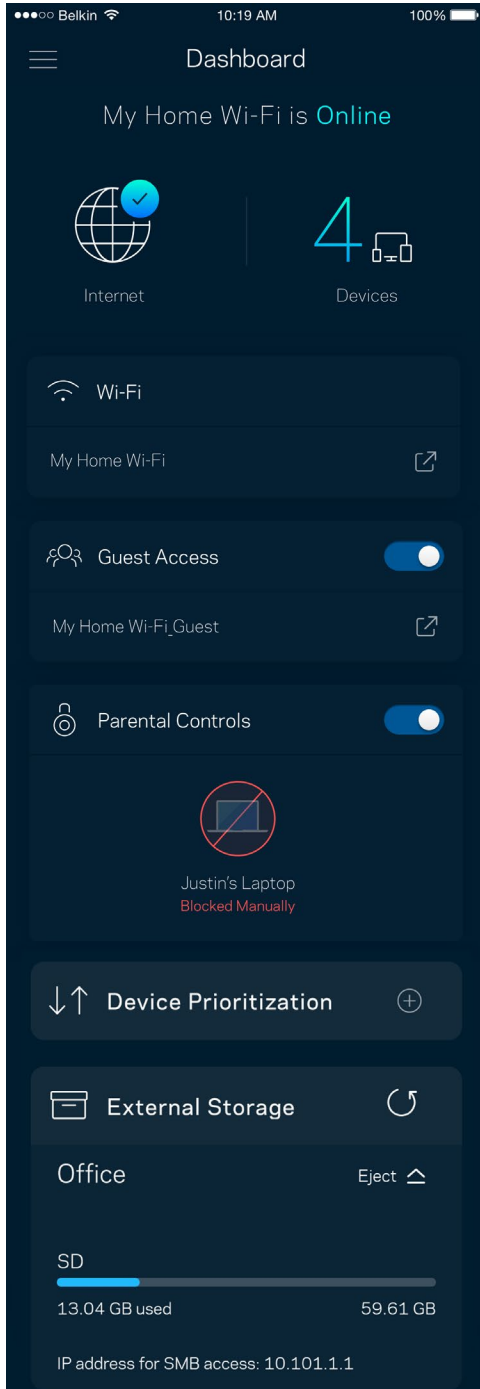 Belkin 10:19 AM 100%
Dashboard
My Home Wi-Fi is Online
4
Internet Devices
Wi-Fi
My Home Wi-Fi
Guest Access
My Home Wi-Fi_Guest
Parental Controls
Justin's Laptop
Blocked Manually
Device Prioritization
External Storage
Office Eject
SD
13.04 GB used 59.61 GB
IP address for SMB access: 10.101.1.1